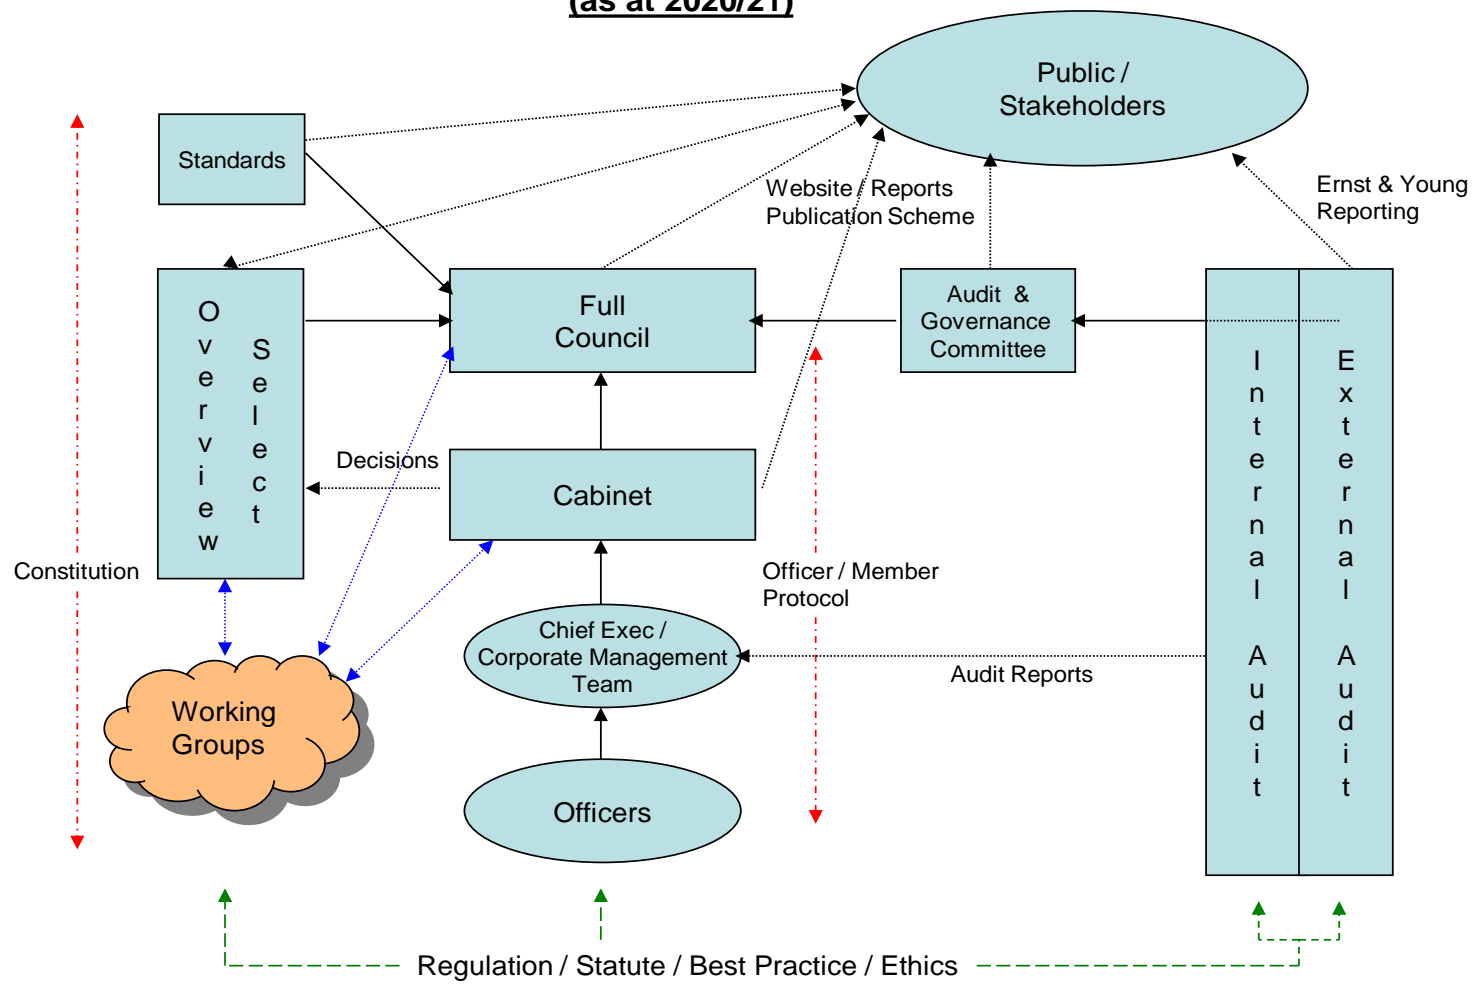 (as at 2020/21)
Public /
Stakeholders
Standards
Website / Reports
Publication Scheme
Ernst & Young
Reporting
Overview
Select
Full
Council
Audit & 
Governance
Committee
Internal Audit
External Audit
Decisions
Cabinet
Constitution
Officer / Member
Protocol
Chief Exec /
Corporate Management
Team
Audit Reports
Working
Groups
Officers
Regulation / Statute / Best Practice / Ethics